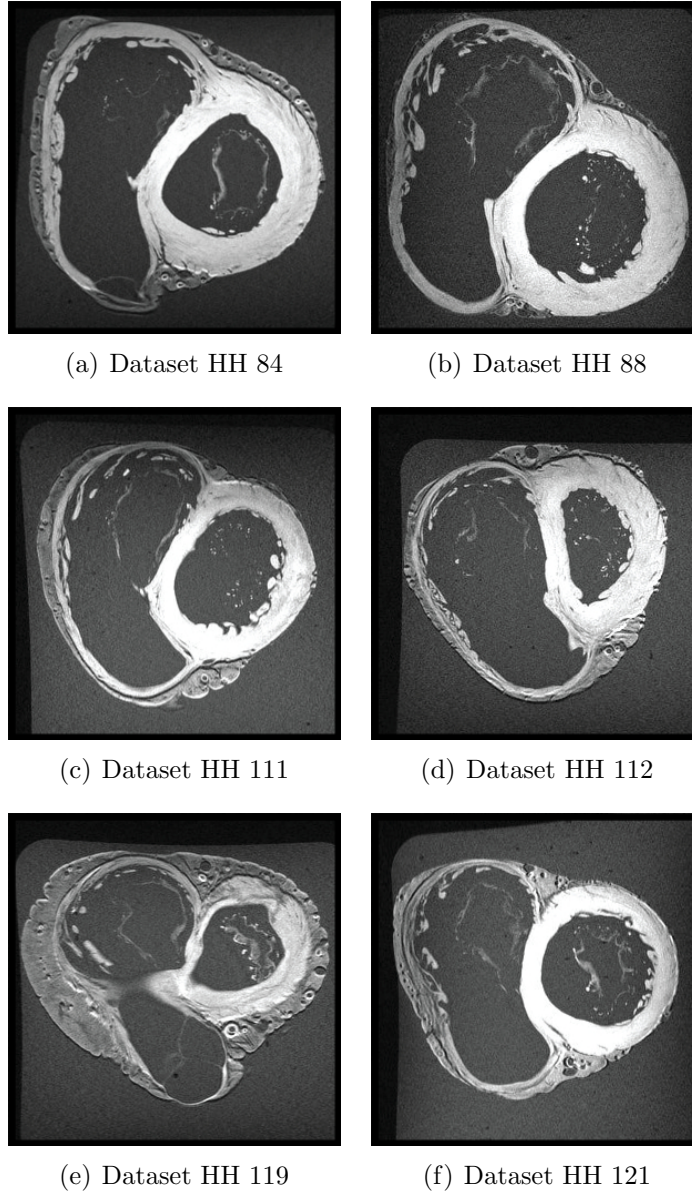 (a) Dataset HH 84
(b) Dataset HH 88
(c) Dataset HH 111
(d) Dataset HH 112
(e) Dataset HH 119
(f) Dataset HH 121